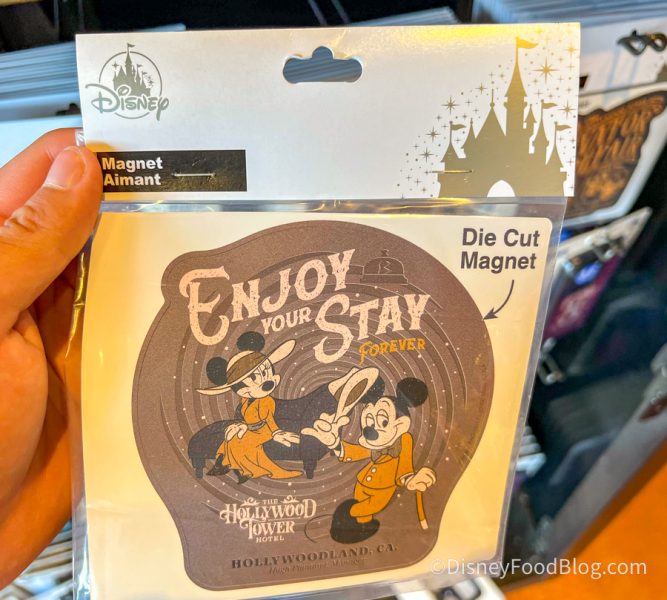 Disney
Magnet
Aimant
Die Cut
Magnet
ENJOY
YOUR
STAY
FOREVER
THE
HOLLYWOOD
TOWER
HOTEL
HOLLYWOODLAND, CA.
©DisneyFoodBlog.com